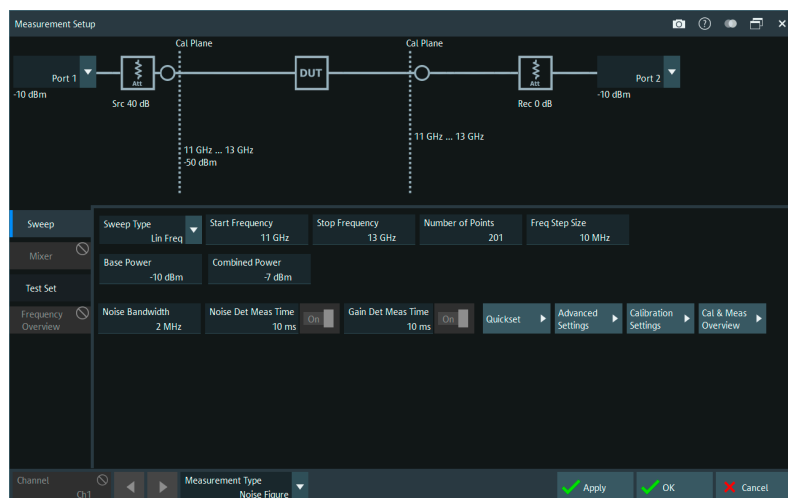 Measurement Setup
Cal Plane
Cal Plane
Port 1
Att
DUT
Att
Port 2
-10 dBm
Src 40 dB
Rec 0 dB
-10 dBm
11 GHz ... 13 GHz
-50 dBm
11 GHz ... 13 GHz
Sweep
Mixer
Test Set
Frequency
Overview
Sweep Type
Lin Freq
Start Frequency
11 GHz
Stop Frequency
13 GHz
Number of Points
201
Freq Step Size
10 MHz
Base Power
-10 dBm
Combined Power
-7 dBm
Noise Bandwidth
2 MHz
Noise Det Meas Time
10 ms
On
Gain Det Meas Time
10 ms
On
Quickset
Advanced
Settings
Calibration
Settings
Cal & Meas
Overview
Channel
Ch1
Measurement Type
Noise Figure
Apply
OK
Cancel